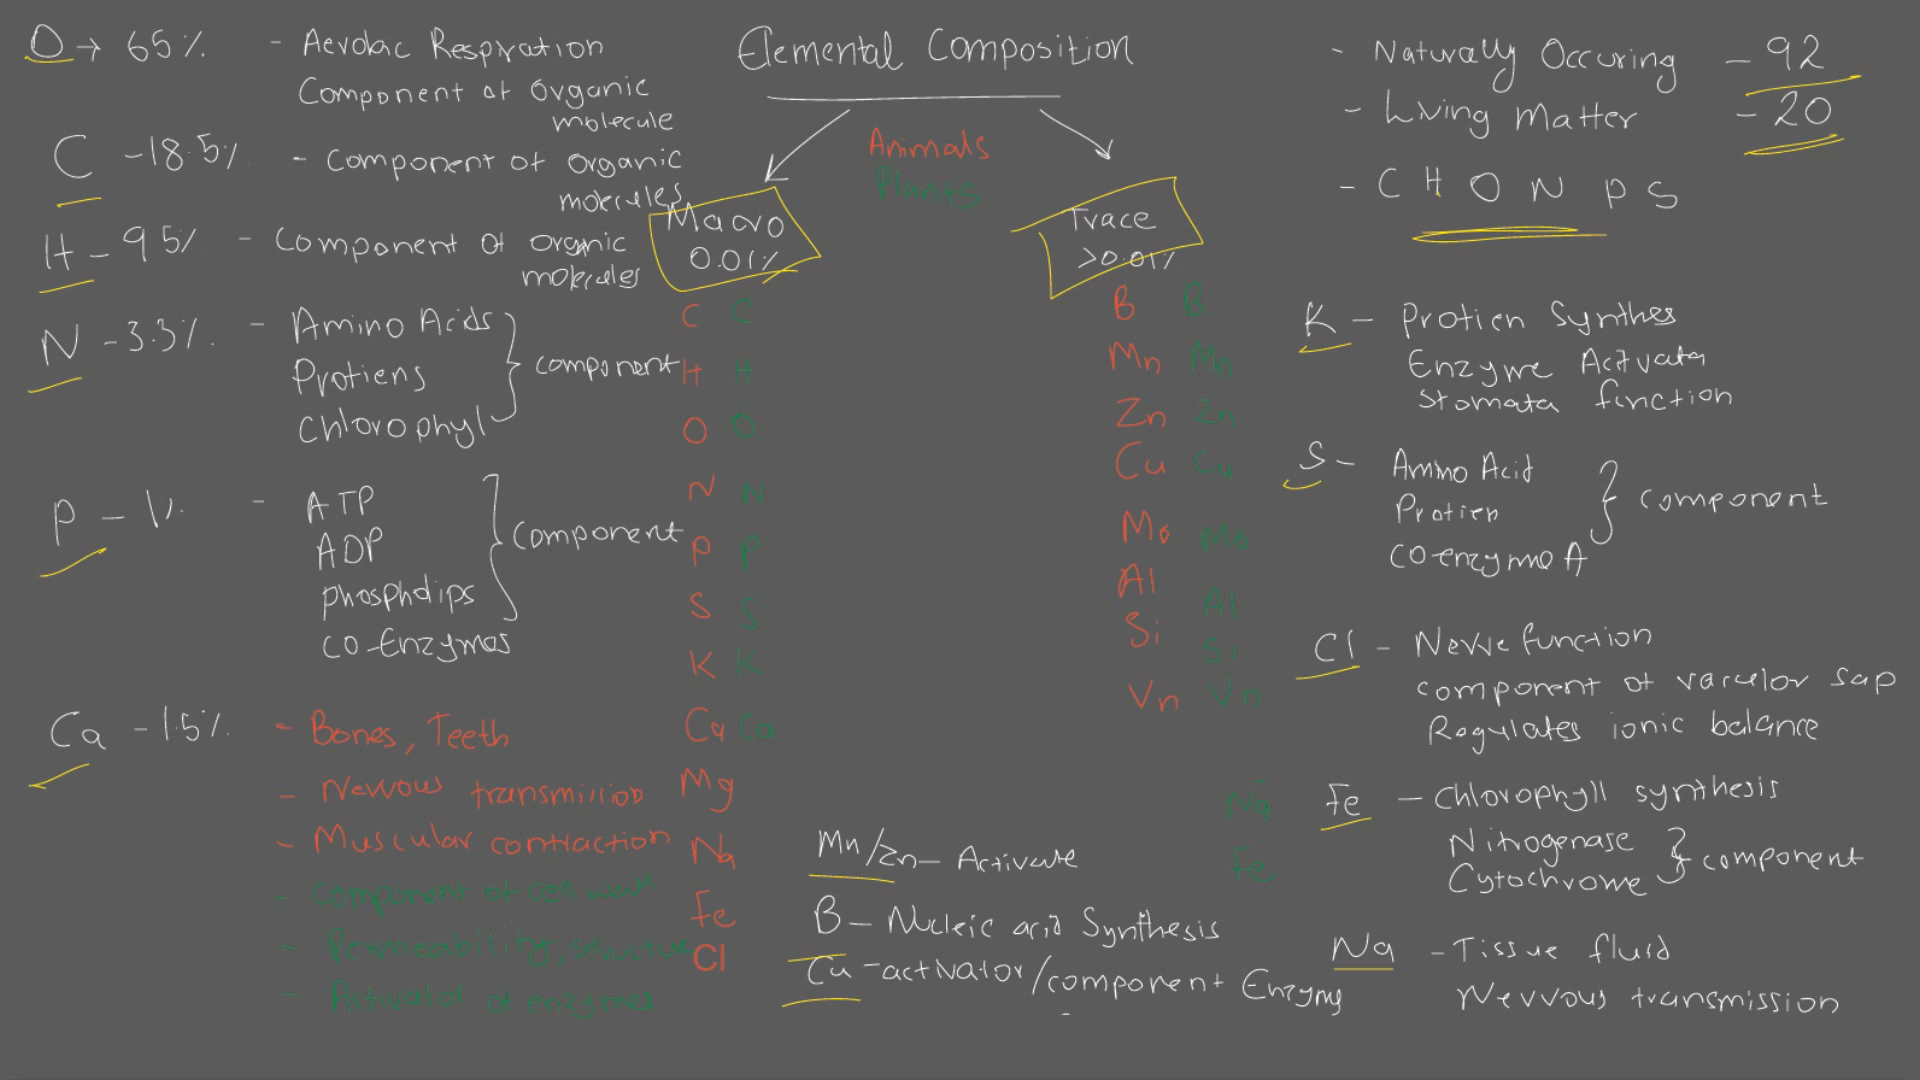 Elemental Composition
Animals
Plants
O → 65% - Aerobic Respiration
Component of organic
molecule
C - 18.5% - Component of organic
molecules
H - 9.5% - Component of organic
molecules
N - 3.3% - Amino Acids
Protiens
Chlorophyl
component
P - 1% - ATP
ADP
CO-Enzymes
component
Ca - 1.5% - Bones, Teeth
- Nervous transmission
- Muscular contraction
- Component of cell wall
- Permeability, structure
- Activator of enzymes
Macro
0.01%
C C
H H
O O
N N
P P
S S
K K
Ca Ca
Mg
Na
Fe
Cl
Trace
>0.01%
B B
Mn Mn
Zn Zn
Cu Cu
Mo Mo
Al Al
Si Si
Vn Vn
Na
Fe
Mn/Zn - Activate
B - Nucleic acid Synthesis
Cu - activator/component Enzyme
- Naturally Occuring - 92
- Living Matter - 20
- C H O N P S
K - Protien Synthes
Enzyme
Stomata function
S - Amino Acid
Protien
CO-enzyme A
component
Cl - Nerve function
component of sap
Regulates ionic balance
Fe - Chlorophyll synthesis
Nitrogenase
Cytochrome
component
Na - Tissue fluid
Nervous transmission